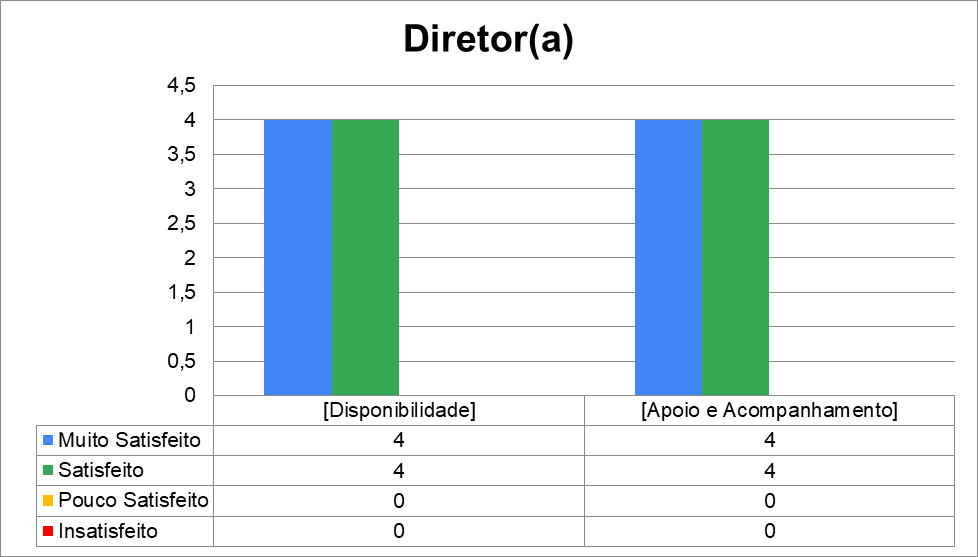 Diretor(a)
4,5
4
3,5
3
2,5
2
1,5
1
0,5
0
[Disponibilidade] [Apoio e Acompanhamento]
Muito Satisfeito 4 4
Satisfeito 4 4
Pouco Satisfeito 0 0
Insatisfeito 0 0